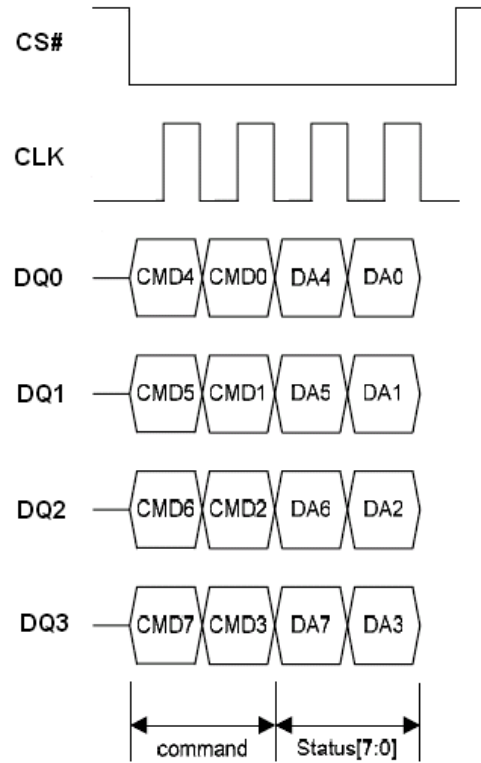 CS#
CLK
DQ0 CMD4 CMD0 DA4 DA0
DQ1 CMD5 CMD1 DA5 DA1
DQ2 CMD6 CMD2 DA6 DA2
DQ3 CMD7 CMD3 DA7 DA3
command Status[7:0]